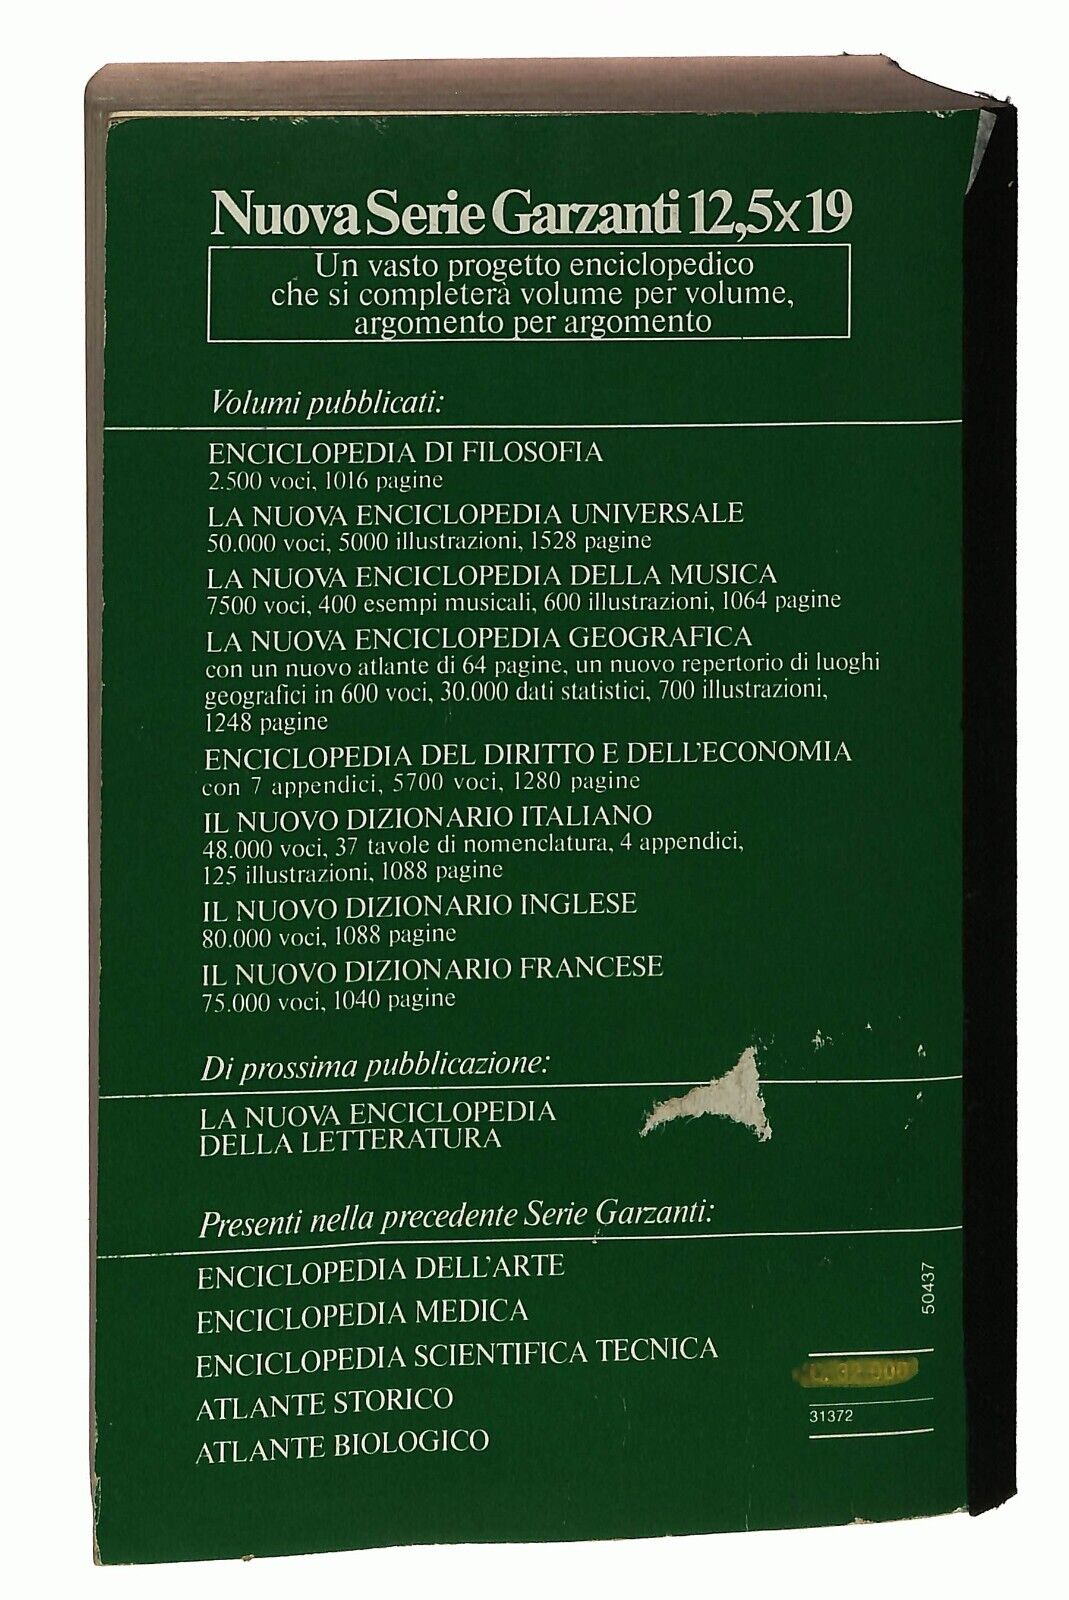 Nuova Serie Garzanti 12,5x19
Un vasto progetto enciclopedico
che si completerà volume per volume,
argomento per argomento
Volumi pubblicati:
ENCICLOPEDIA DI FILOSOFIA
2.500 voci, 1016 pagine
LA NUOVA ENCICLOPEDIA UNIVERSALE
50.000 voci, 5000 illustrazioni, 1528 pagine
LA NUOVA ENCICLOPEDIA DELLA MUSICA
7500 voci, 400 esempi musicali, 600 illustrazioni, 1064 pagine
LA NUOVA ENCICLOPEDIA GEOGRAFICA
con un nuovo atlante di 64 pagine, un nuovo repertorio di luoghi
geografici in 600 voci, 30.000 dati statistici, 700 illustrazioni,
1248 pagine
ENCICLOPEDIA DEL DIRITTO E DELL'ECONOMIA
con 7 appendici, 5700 voci, 1280 pagine
IL NUOVO DIZIONARIO ITALIANO
48.000 voci, 37 tavole di nomenclatura, 4 appendici,
125 illustrazioni, 1088 pagine
IL NUOVO DIZIONARIO INGLESE
80.000 voci, 1088 pagine
IL NUOVO DIZIONARIO FRANCESE
75.000 voci, 1040 pagine
Di prossima pubblicazione:
LA NUOVA ENCICLOPEDIA
DELLA LETTERATURA
Presenti nella precedente Serie Garzanti:
ENCICLOPEDIA DELL'ARTE
ENCICLOPEDIA MEDICA
ENCICLOPEDIA SCIENTIFICA TECNICA
ATLANTE STORICO
ATLANTE BIOLOGICO
50437
L. 32 000
31372